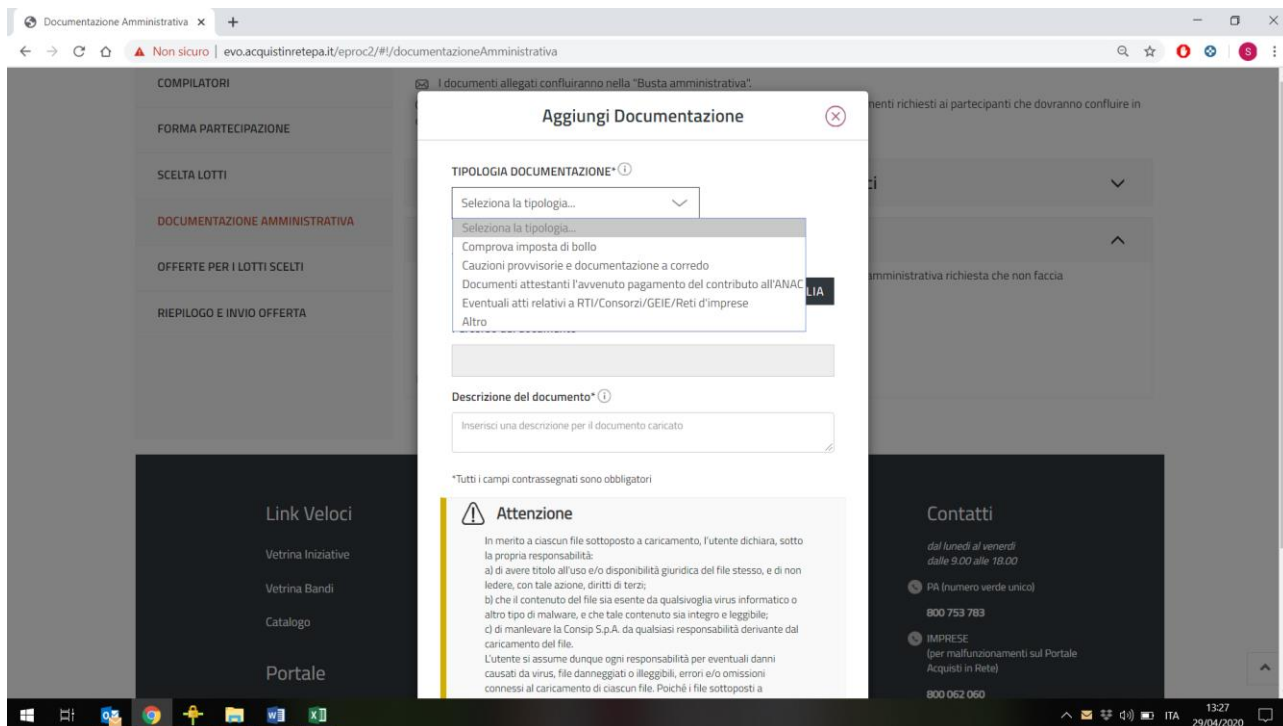 Documentazione Amministrativa
Non sicuro | evo.acquistinretepa.it/eproc2/#!/documentazioneAmministrativa
COMPILATORI
FORMA PARTECIPAZIONE
SCELTA LOTTI
DOCUMENTAZIONE AMMINISTRATIVA
OFFERTE PER I LOTTI SCELTI
RIEPILOGO E INVIO OFFERTA
I documenti allegati confluiranno nella "Busta amministrativa".
menti richiesti ai partecipanti che dovranno confluire in
ci
amministrativa richiesta che non faccia
Aggiungi Documentazione
TIPOLOGIA DOCUMENTAZIONE*
Seleziona la tipologia...
Seleziona la tipologia...
Comprova imposta di bollo
Cauzioni provvisorie e documentazione a corredo
Documenti attestanti l'avvenuto pagamento del contributo all'ANAC
Eventuali atti relativi a RTI/Consorzi/GEIE/Reti d'imprese
Altro
LIA
Descrizione del documento*
Inserisci una descrizione per il documento caricato
*Tutti i campi contrassegnati sono obbligatori
Attenzione
In merito a ciascun file sottoposto a caricamento, l'utente dichiara, sotto
la propria responsabilità:
a) di avere titolo all'uso e/o disponibilità giuridica del file stesso, e di non
ledere, con tale azione, diritti di terzi;
b) che il contenuto del file sia esente da qualsivoglia virus informatico o
altro tipo di malware, e che tale contenuto sia integro e leggibile;
c) di manlevare la Consip S.p.A. da qualsiasi responsabilità derivante dal
caricamento del file.
L'utente si assume dunque ogni responsabilità per eventuali danni
causati da virus, file danneggiati o illeggibili, errori e/o omissioni
connessi al caricamento di ciascun file. Poiché i file sottoposti a
Link Veloci
Vetrina Iniziative
Vetrina Bandi
Catalogo
Portale
Contatti
dal lunedì al venerdì
dalle 9.00 alle 18.00
PA (numero verde unico)
800 753 783
IMPRESE
(per malfunzionamenti sul Portale
Acquisti in Rete)
800 062 060
S
ITA
13:27
29/04/2020